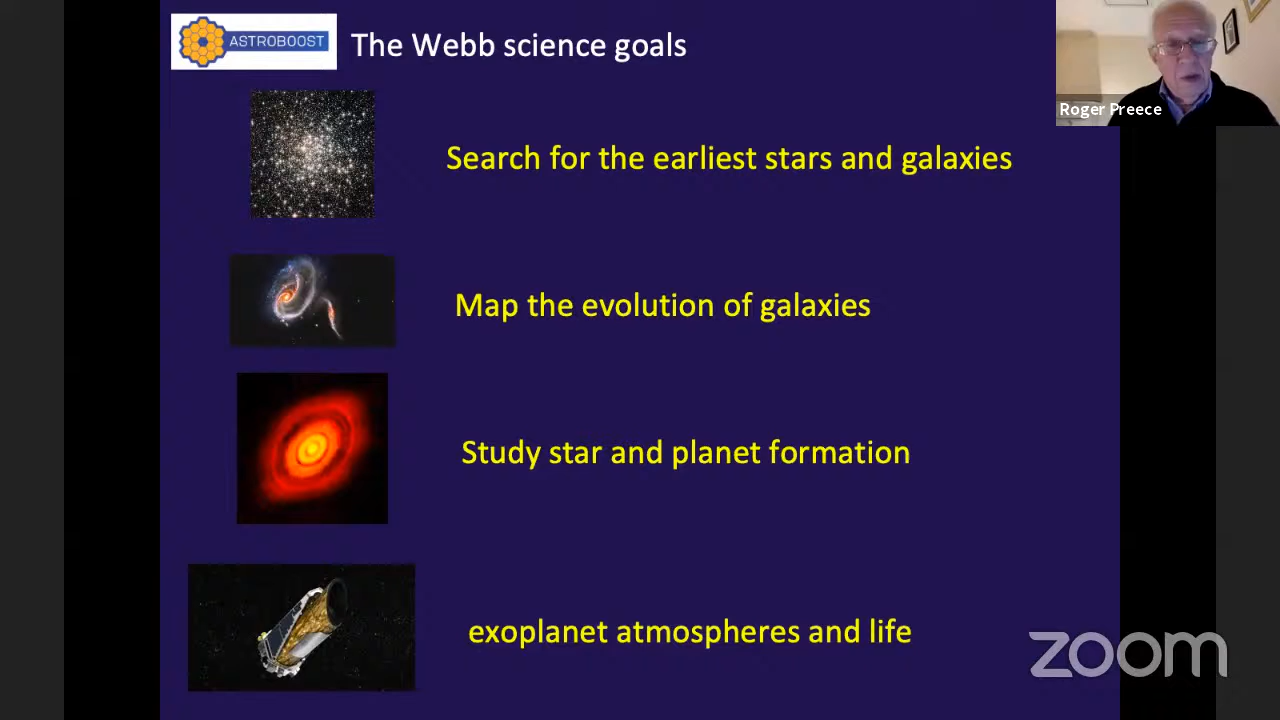 ASTROBOOST
The Webb science goals
Roger Preece
Search for the earliest stars and galaxies
Map the evolution of galaxies
Study star and planet formation
exoplanet atmospheres and life
zoom